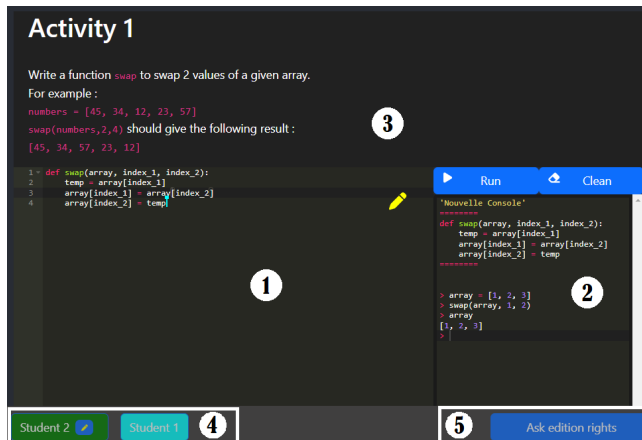 Activity 1
Write a function swap to swap 2 values of a given array.
For example :
numbers = [45, 34, 12, 23, 57]
swap(numbers,2,4) should give the following result :
[45, 34, 57, 23, 12]
3
1 def swap(array, index_1, index_2):
2 temp = array[index_1]
3 array[index_1] = array[index_2]
4 array[index_2] = temp
1
Run
Clean
'Nouvelle Console'
========
def swap(array, index_1, index_2):
temp = array[index_1]
array[index_1] = array[index_2]
array[index_2] = temp
========
> array = [1, 2, 3]
> swap(array, 1, 2)
> array
[1, 2, 3]
>
2
Student 2
Student 1
4
5
Ask edition rights